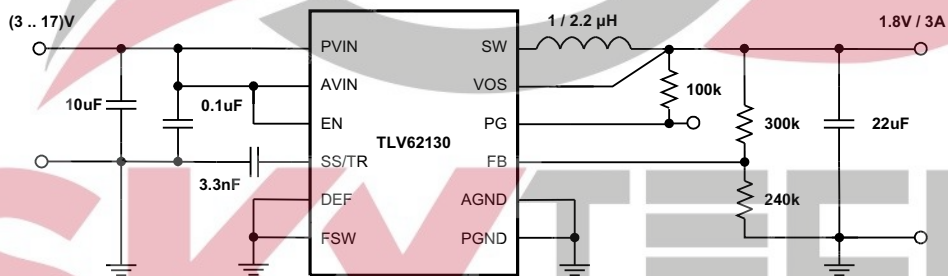 (3 .. 17)V
1 / 2.2 µH
1.8V / 3A
PVIN
SW
AVIN
VOS
10uF
0.1uF
100k
EN
PG
TLV62130
300k
22uF
SS/TR
FB
3.3nF
DEF
AGND
240k
FSW
PGND
SKYTECH